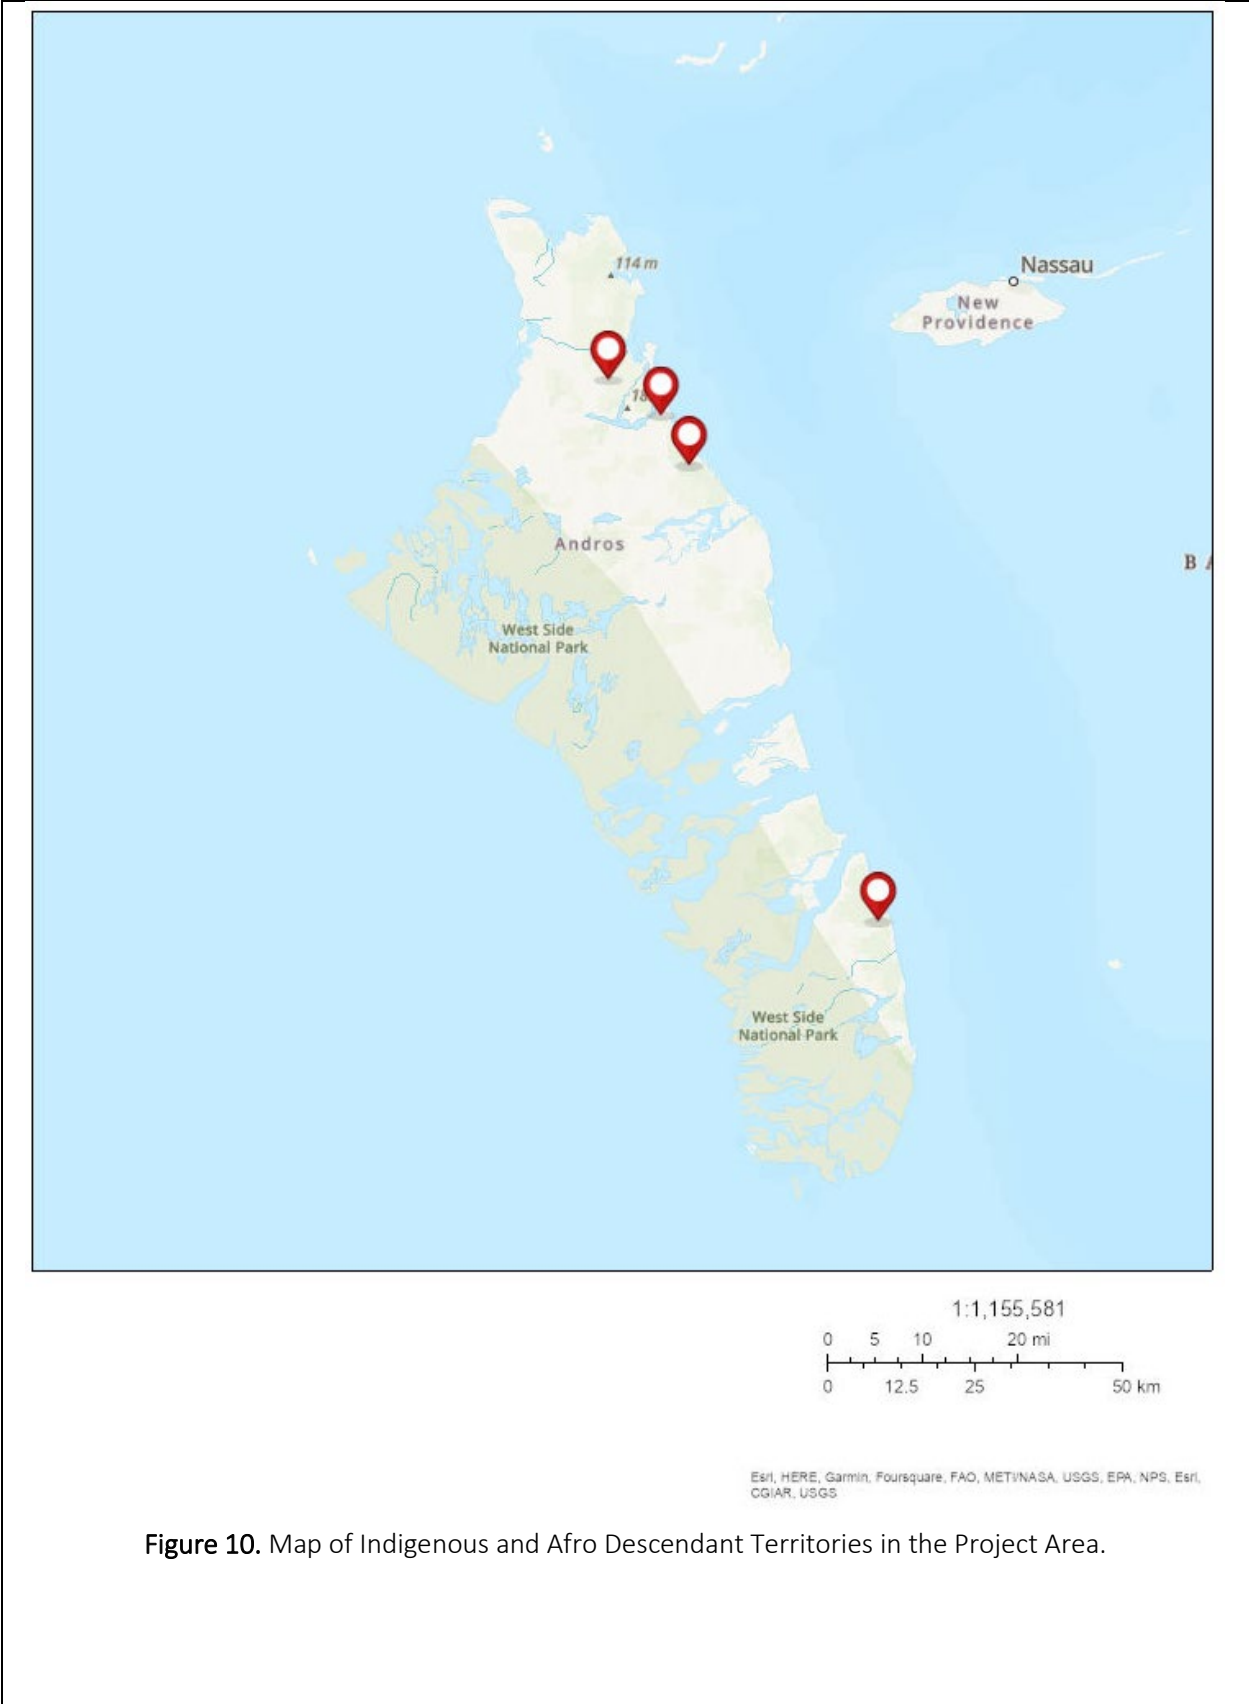 114 m
Nassau
New
Providence
18
B A
Andros
West Side
National Park
West Side
National Park
1:1,155,581
0 5 10 20 mi
0 12.5 25 50 km
Esri, HERE, Garmin, Foursquare, FAO, METI/NASA, USGS, EPA, NPS, Esri,
CGIAR, USGS
Figure 10. Map of Indigenous and Afro Descendant Territories in the Project Area.